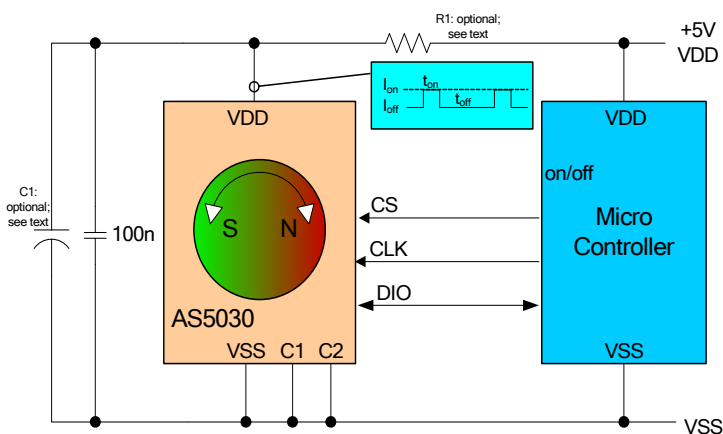 R1: optional;
see text
+5V
VDD
Ion
Ioff
ton
toff
VDD
VDD
on/off
C1:
optional;
see text
100n
S
N
CS
CLK
DIO
Micro
Controller
AS5030
VSS
C1
C2
VSS
VSS